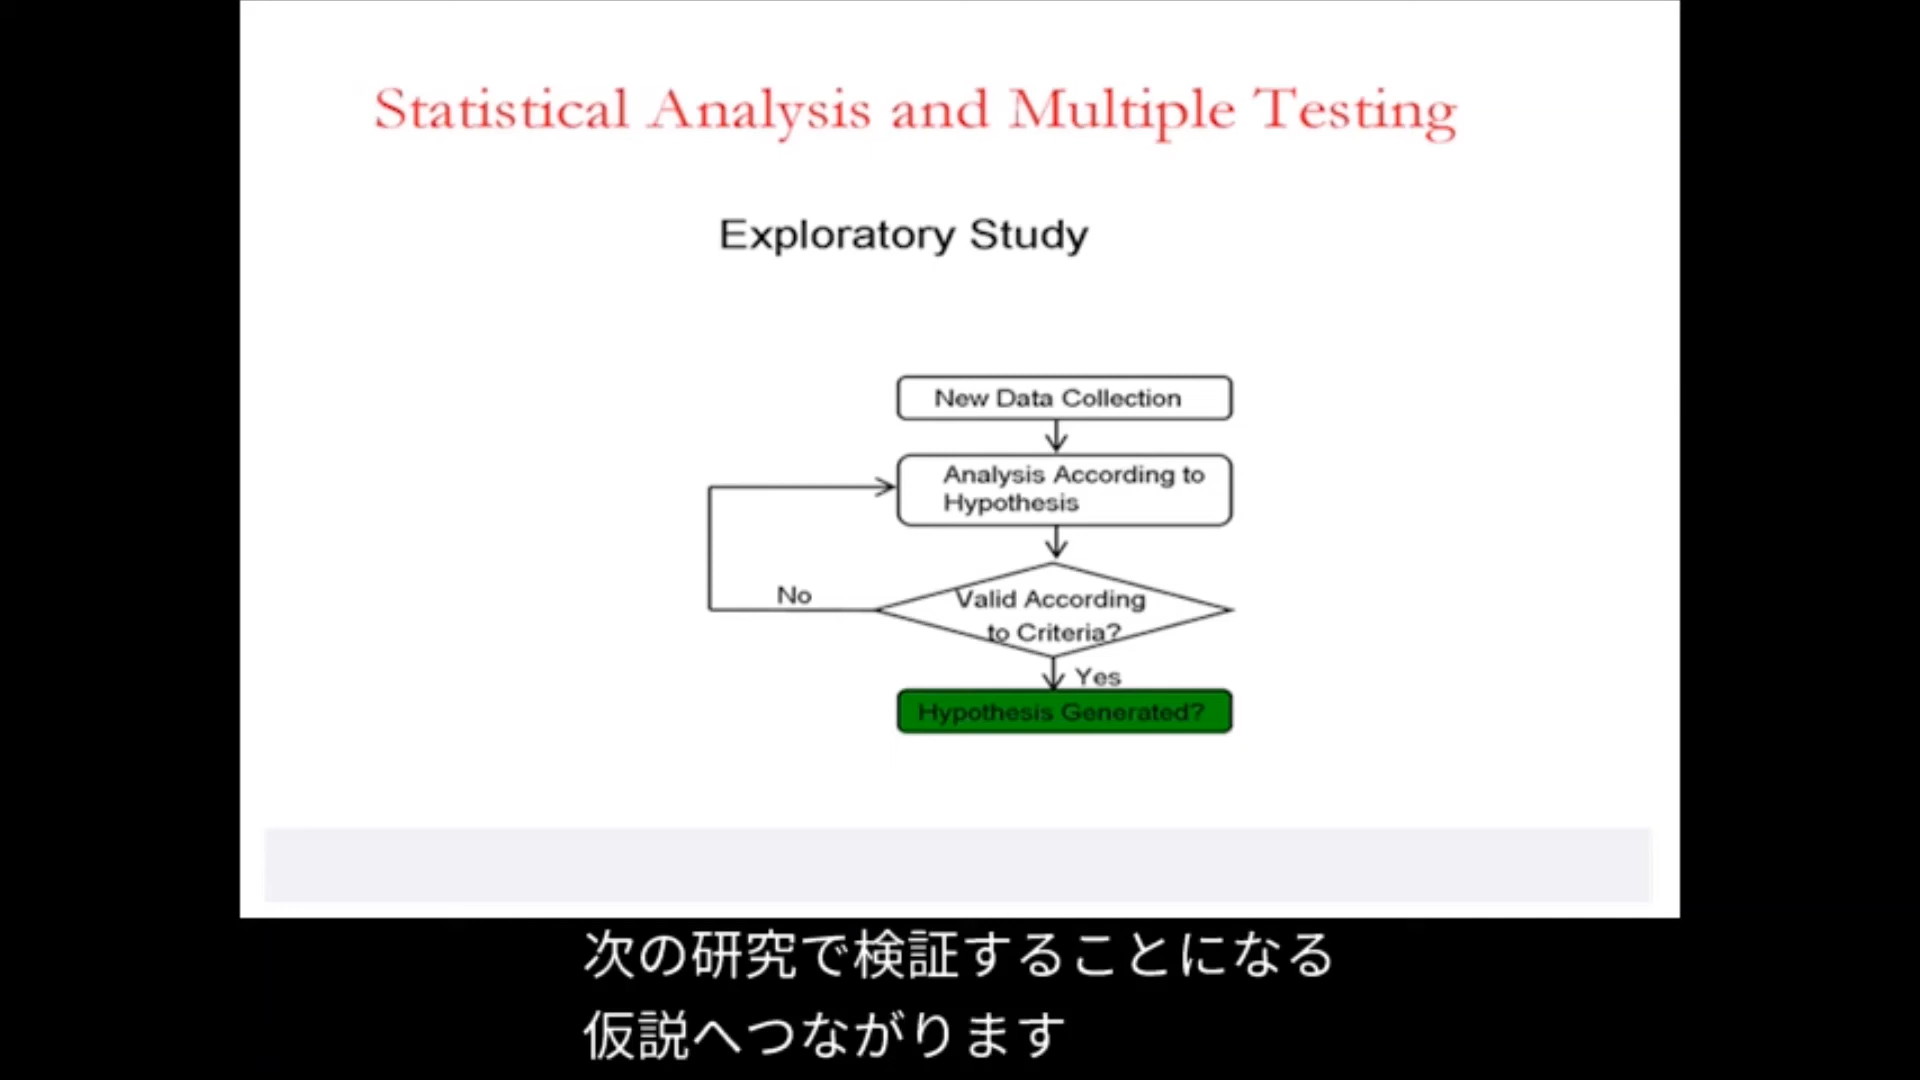 Statistical Analysis and Multiple Testing
Exploratory Study
New Data Collection
Analysis According to
Hypothesis
No
Valid According
to Criteria?
Yes
Hypothesis Generated?
次の研究で検証することになる
仮説へつながります